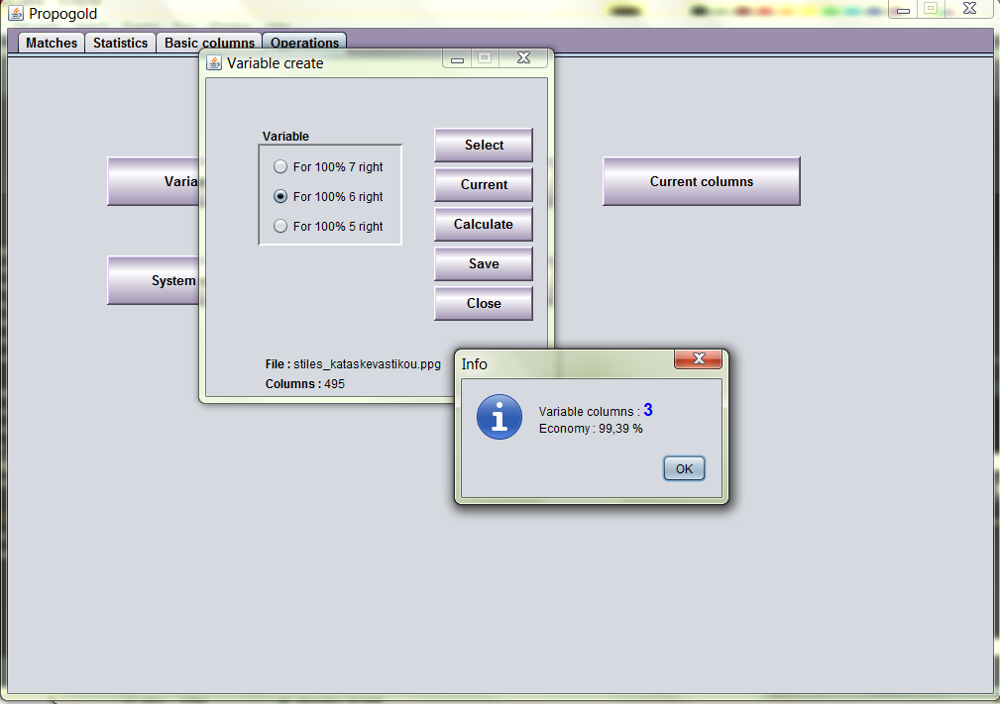 Propogold
Matches
Statistics
Basic columns
Operations
Variable create
Variable
For 100% 7 right
For 100% 6 right
For 100% 5 right
Select
Current
Calculate
Save
Close
Current columns
System
File : stiles_kataskevastikou.ppg
Columns : 495
Info
Variable columns : 3
Economy : 99,39 %
OK